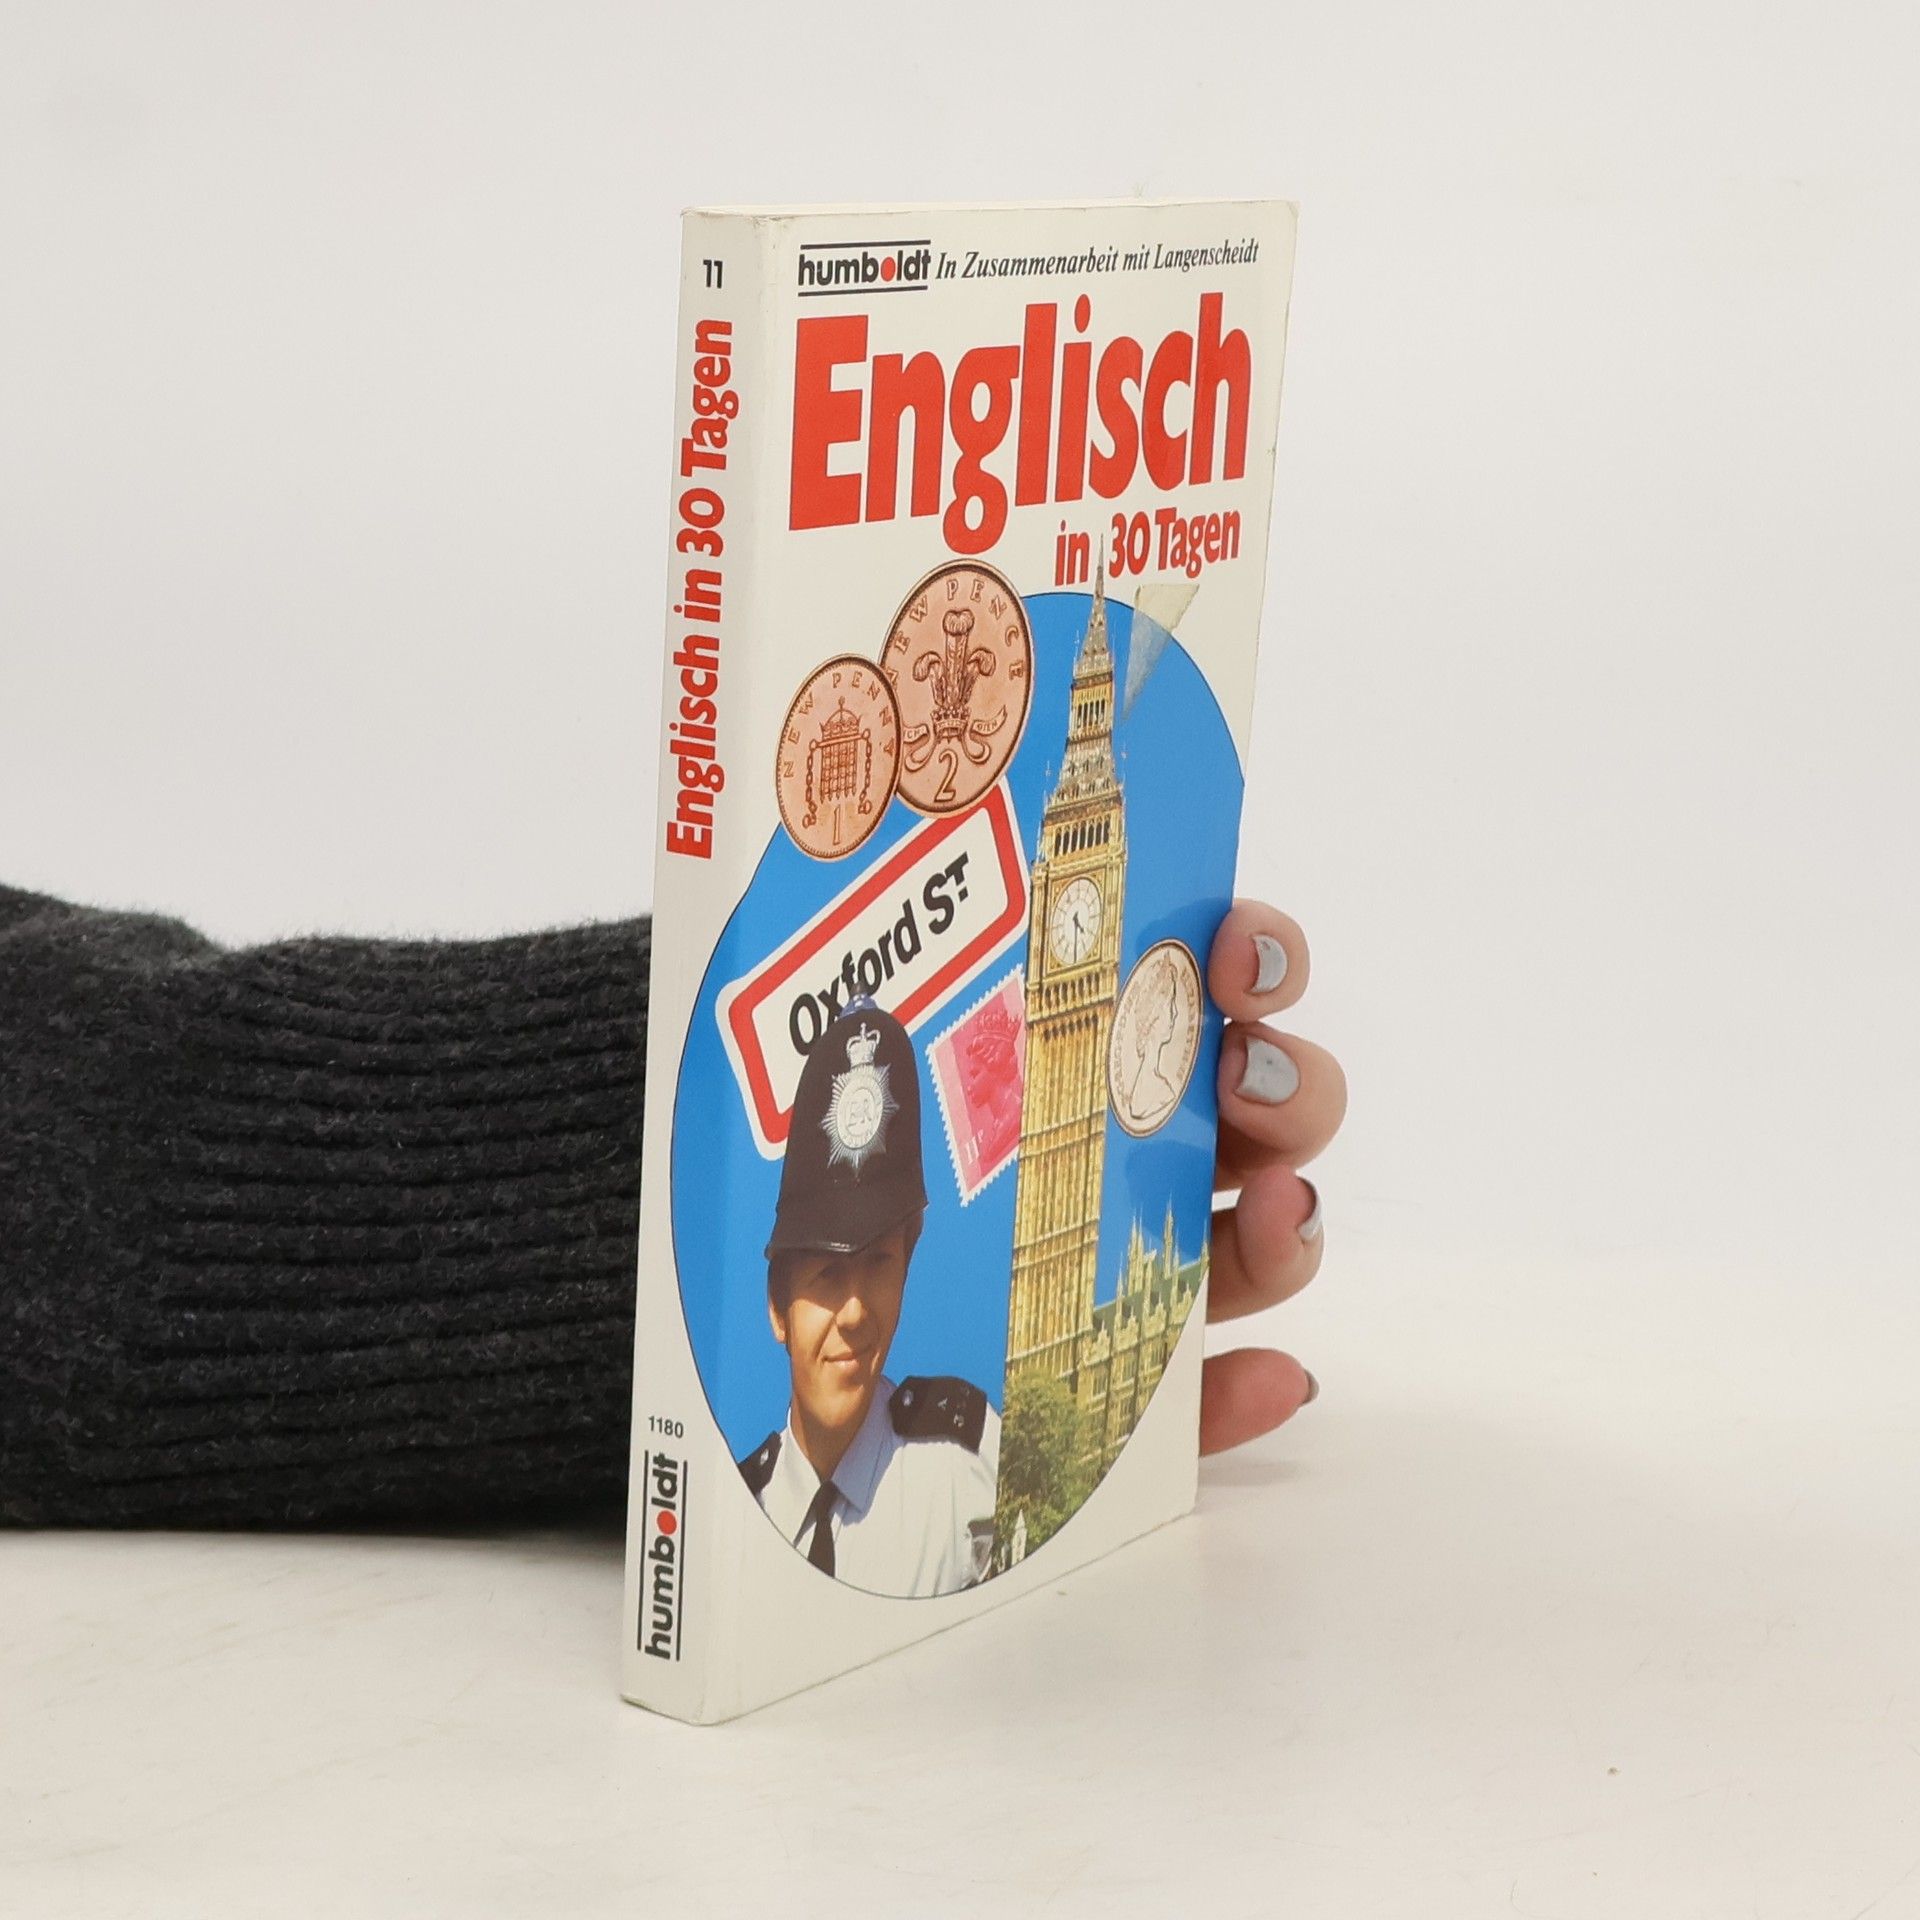 11
Englisch in 30 Tagen
1180
humboldt
humboldt In Zusammenarbeit mit Langenscheidt
Englisch
in 30 Tagen
NEW PENCE
2
NEW PENNY
1
Oxford St
11P